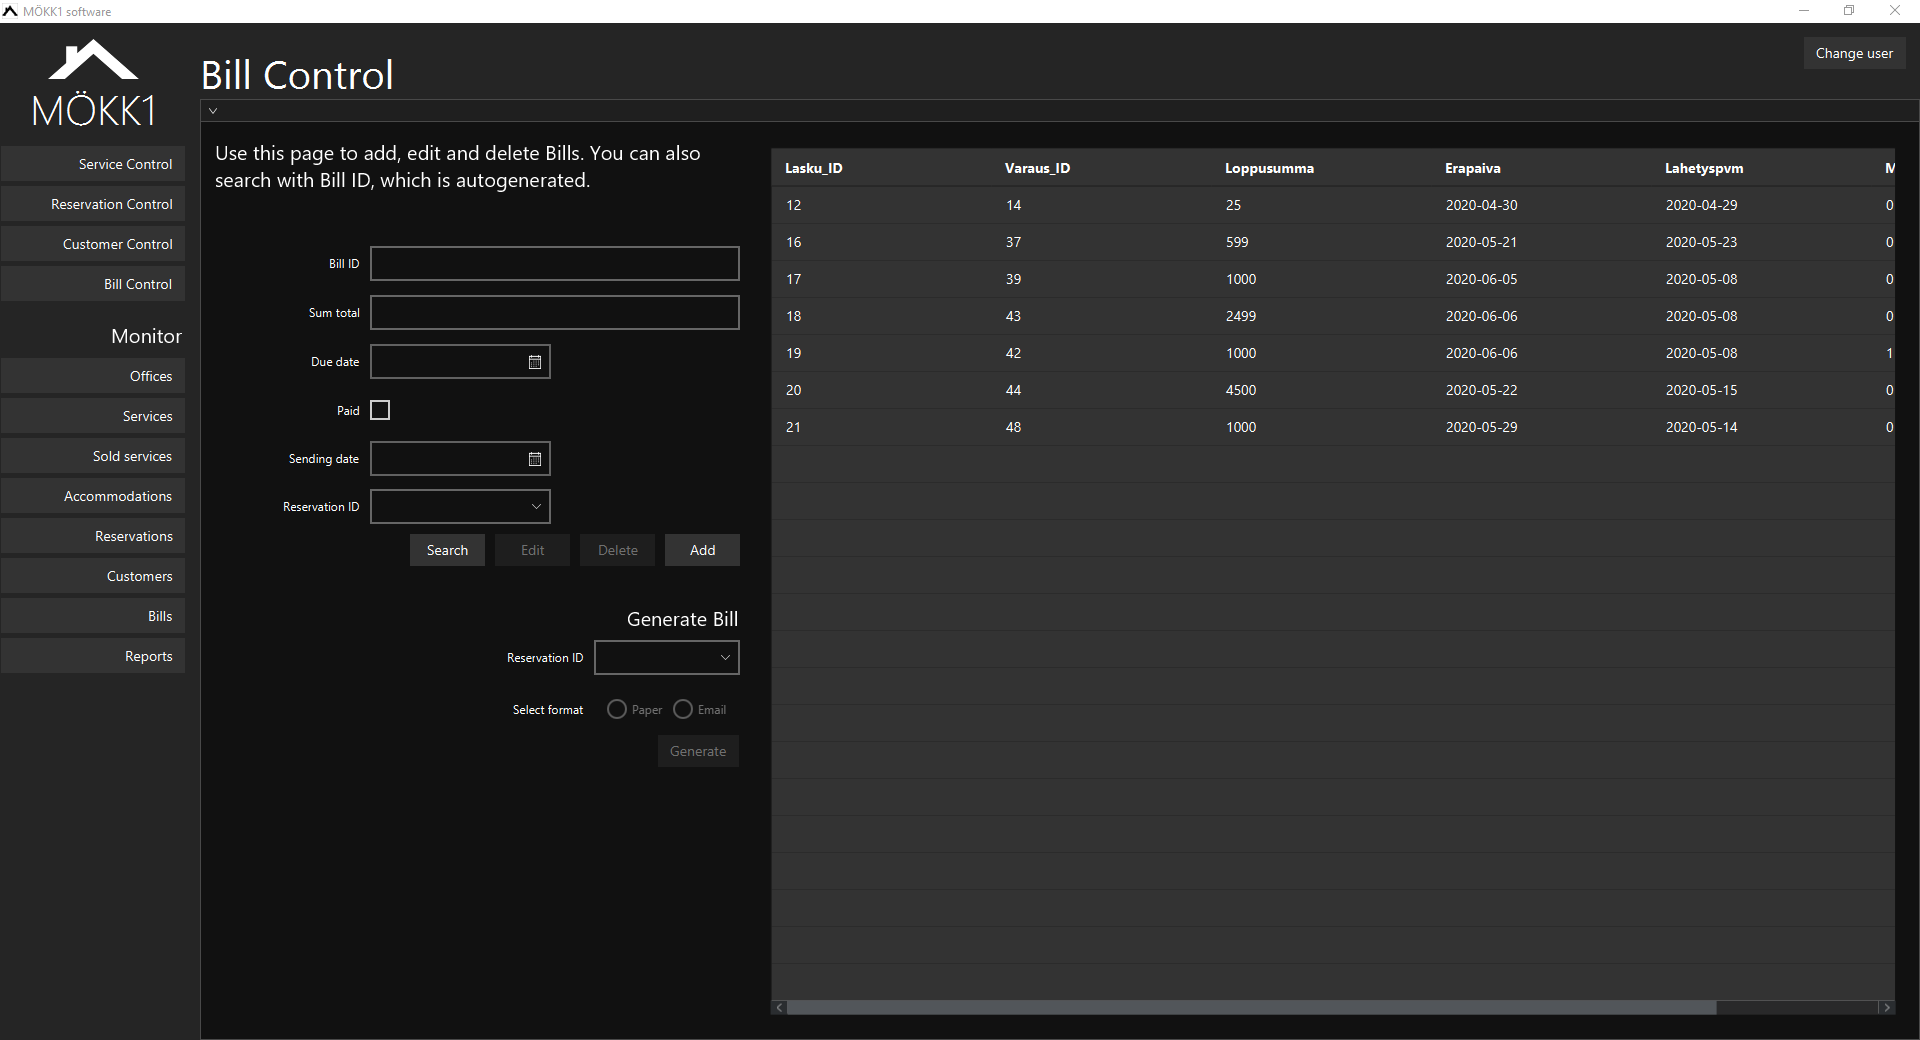 MÖKK1 software
Change user
MÖKK1
Bill Control
Service Control
Reservation Control
Customer Control
Bill Control
Monitor
Offices
Services
Sold services
Accommodations
Reservations
Customers
Bills
Reports
Use this page to add, edit and delete Bills. You can also
search with Bill ID, which is autogenerated.
Bill ID
Sum total
Due date
Paid
Sending date
Reservation ID
Search Edit Delete Add
Generate Bill
Reservation ID
Select format Paper Email
Generate
Lasku_ID Varaus_ID Loppusumma Erapaiva Lahetyspvm M
12 14 25 2020-04-30 2020-04-29 0
16 37 599 2020-05-21 2020-05-23 0
17 39 1000 2020-06-05 2020-05-08 0
18 43 2499 2020-06-06 2020-05-08 0
19 42 1000 2020-06-06 2020-05-08 1
20 44 4500 2020-05-22 2020-05-15 0
21 48 1000 2020-05-29 2020-05-14 0